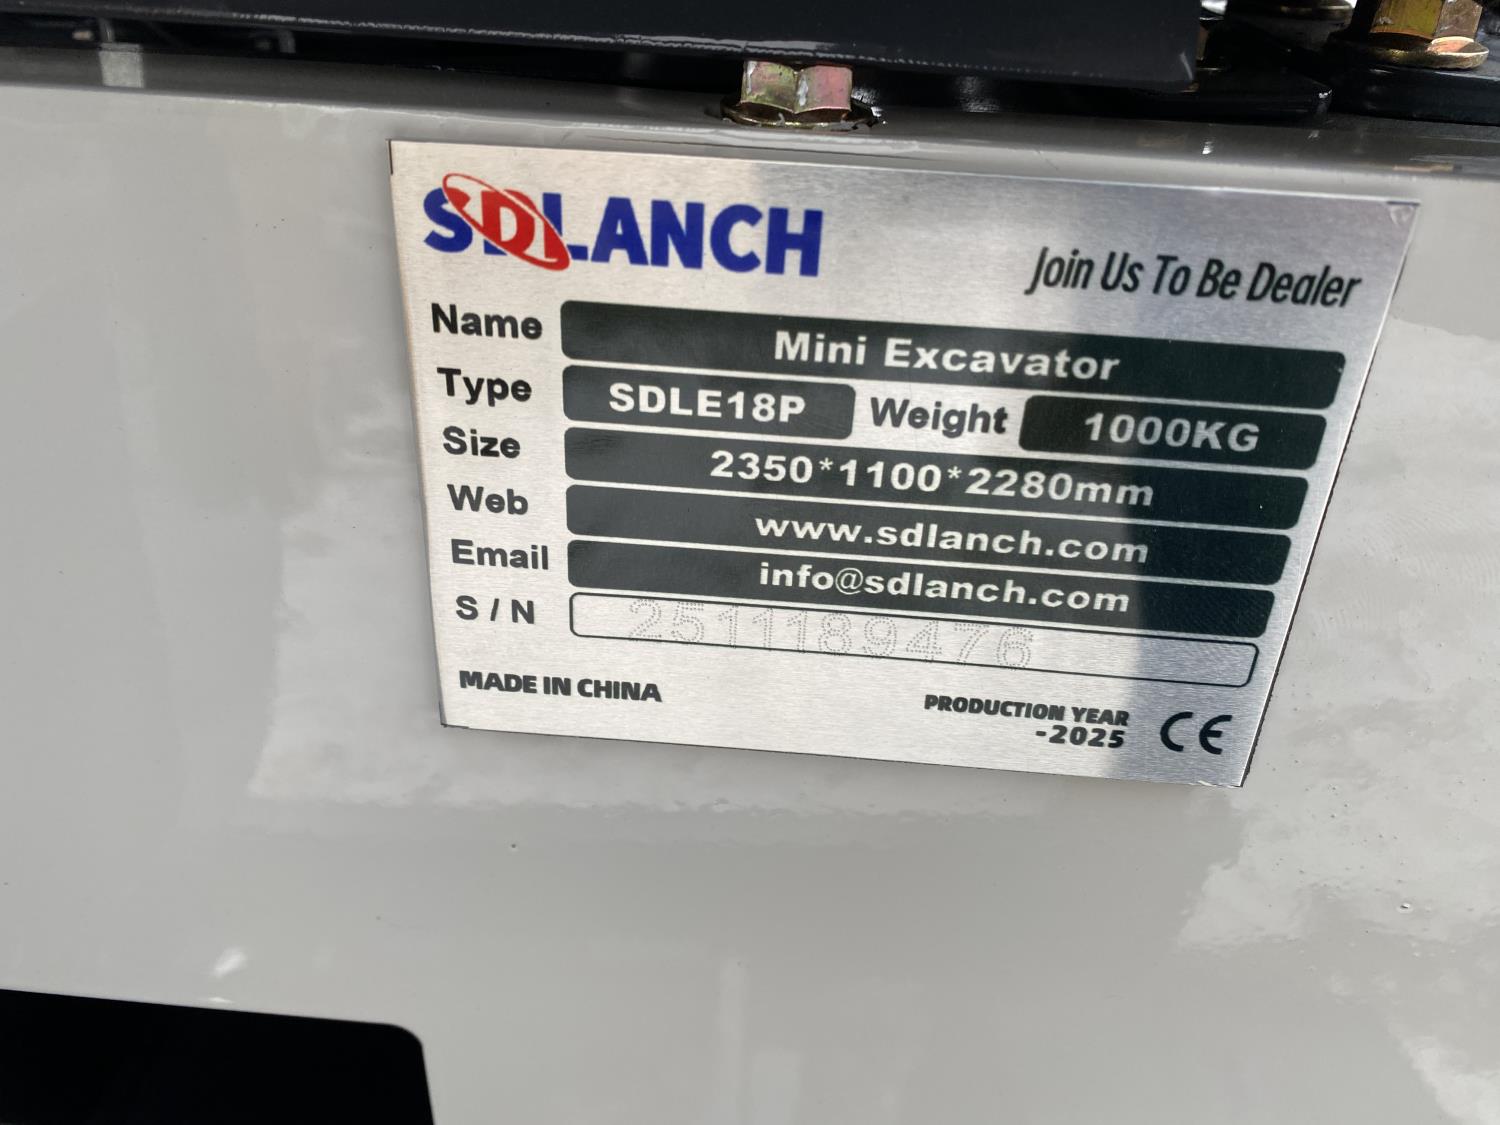 SDLANCH
Join Us To Be Dealer
Name Mini Excavator
Type SDLE18P Weight 1000KG
Size 2350*1100*2280mm
Web www.sdlanch.com
Email info@sdlanch.com
S / N 2511189476
MADE IN CHINA
PRODUCTION YEAR
-2025 CE